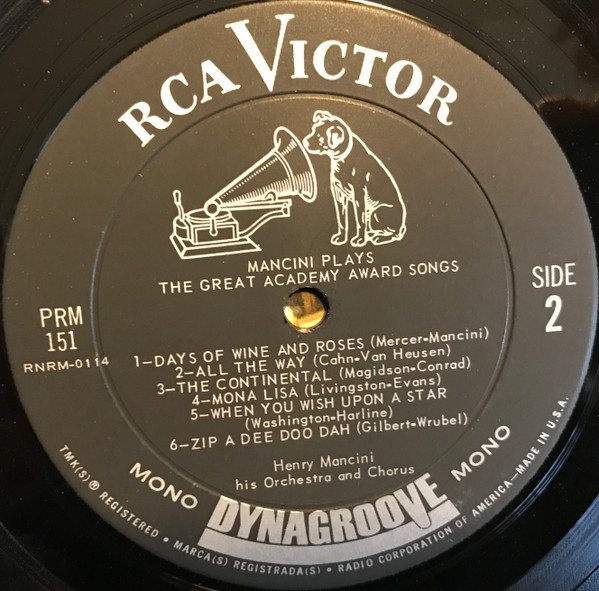 RCA VICTOR
MANCINI PLAYS
THE GREAT ACADEMY AWARD SONGS
PRM
151
RNRM-0114
SIDE
2
1–DAYS OF WINE AND ROSES (Mercer-Mancini)
2–ALL THE WAY (Cahn-Van Heusen)
3–THE CONTINENTAL (Magidson-Conrad)
4–MONA LISA (Livingston-Evans)
5–WHEN YOU WISH UPON A STAR
(Washington-Harline)
6–ZIP A DEE DOO DAH (Gilbert-Wrubel)
Henry Mancini
his Orchestra and Chorus
MONO DYNAGROOVE MONO
TMK(S) ® REGISTERED • MARCA(S) REGISTRADA(S) • RADIO CORPORATION OF AMERICA—MADE IN U.S.A.